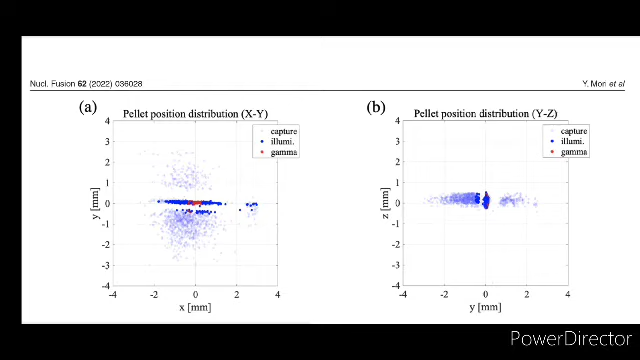 Nucl. Fusion 62 (2022) 036028
Y. Mori et al
(a)
Pellet position distribution (X-Y)
capture
illumi.
gamma
4
3
2
1
0
-1
-2
-3
-4
y [mm]
-4
-2
0
2
4
x [mm]
(b)
Pellet position distribution (Y-Z)
capture
illumi.
gamma
4
3
2
1
0
-1
-2
-3
-4
z [mm]
-4
-2
0
2
4
y [mm]
PowerDirector